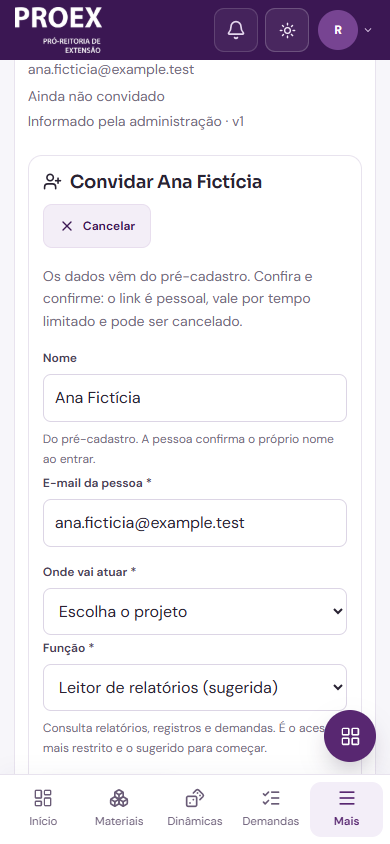 PROEX
PRÓ-REITORIA DE
EXTENSÃO
R
ana.ficticia@example.test
Ainda não convidado
Informado pela administração · v1
Convidar Ana Fictícia
Cancelar
Os dados vêm do pré-cadastro. Confira e
confirme: o link é pessoal, vale por tempo
limitado e pode ser cancelado.
Nome
Ana Fictícia
Do pré-cadastro. A pessoa confirma o próprio nome
ao entrar.
E-mail da pessoa *
ana.ficticia@example.test
Onde vai atuar *
Escolha o projeto
Função *
Leitor de relatórios (sugerida)
Consulta relatórios, registros e demandas. É o
mais restrito e o sugerido para começar.
Início
Materiais
Dinâmicas
Demandas
Mais